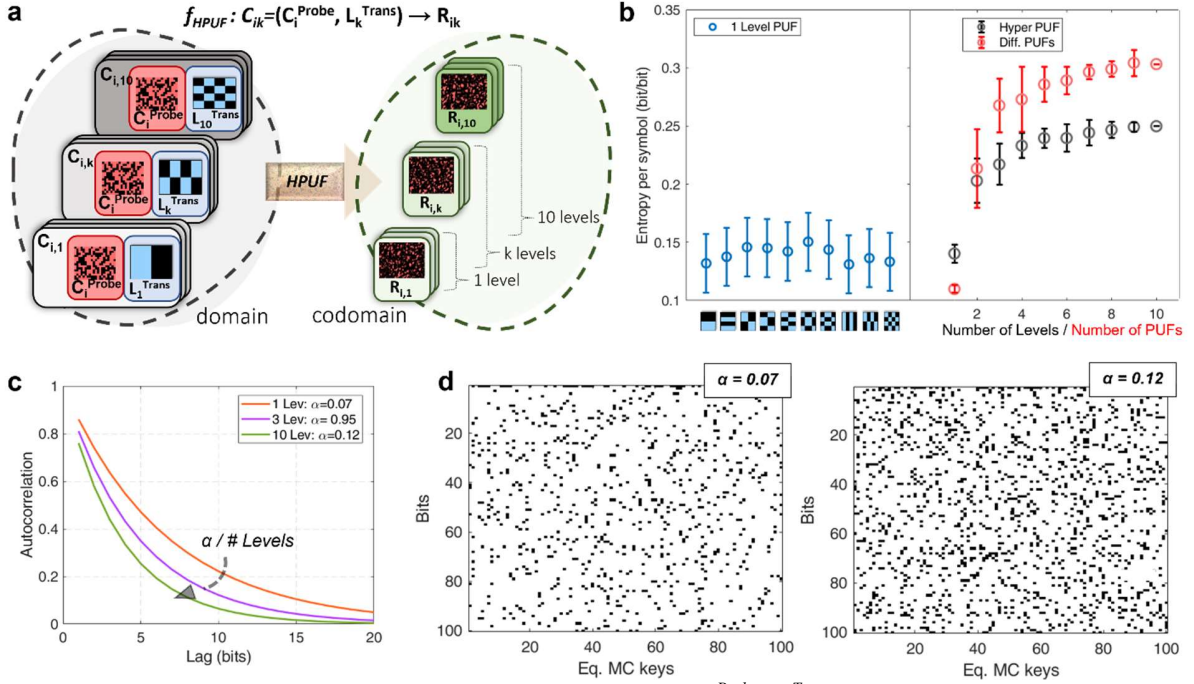 a
f_HPUF : C_ik=(C_i^Probe, L_k^Trans) → R_ik
C_i,10
C_i^Probe
L_10^Trans
C_i,k
C_i^Probe
L_k^Trans
C_i,1
C_i^Probe
L_1^Trans
domain
HPUF
R_i,10
R_i,k
R_i,1
10 levels
k levels
1 level
codomain
b
Entropy per symbol (bit/bit)
0.35
0.3
0.25
0.2
0.15
0.1
1 Level PUF
Hyper PUF
Diff. PUFs
2
4
6
8
10
Number of Levels / Number of PUFs
c
Autocorrelation
1
0.8
0.6
0.4
0.2
0
1 Lev: α=0.07
3 Lev: α= 0.95
10 Lev: α=0.12
α / # Levels
0
5
10
15
20
Lag (bits)
d
α = 0.07
Bits
20
40
60
80
100
20
40
60
80
100
Eq. MC keys
α = 0.12
Bits
20
40
60
80
100
20
40
60
80
100
Eq. MC keys